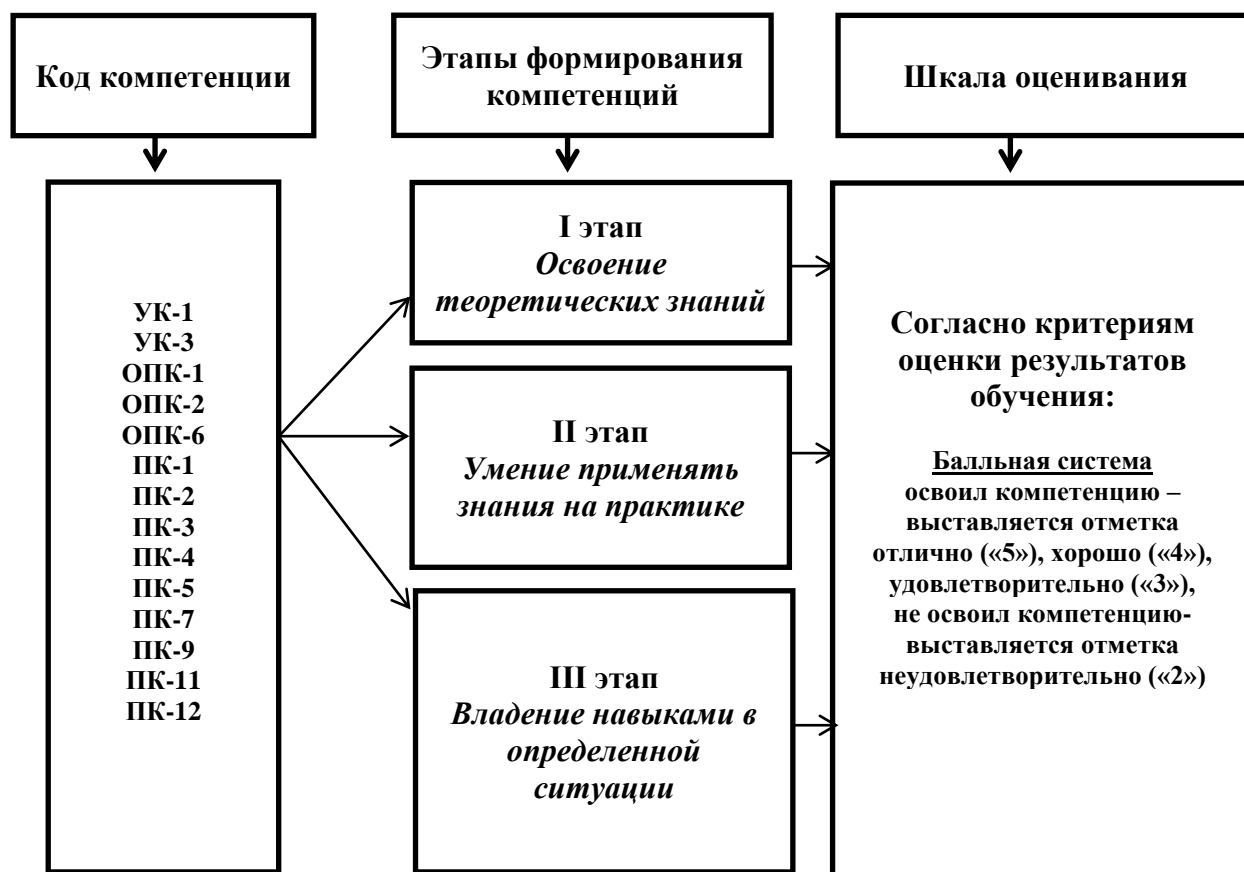 Код компетенции
Этапы формирования
компетенций
Шкала оценивания
УК-1
УК-3
ОПК-1
ОПК-2
ОПК-6
ПК-1
ПК-2
ПК-3
ПК-4
ПК-5
ПК-7
ПК-9
ПК-11
ПК-12
I этап
Освоение
теоретических знаний
II этап
Умение применять
знания на практике
III этап
Владение навыками в
определенной
ситуации
Согласно критериям
оценки результатов
обучения:
Балльная система
освоил компетенцию –
выставляется отметка
отлично («5»), хорошо («4»),
удовлетворительно («3»),
не освоил компетенцию-
выставляется отметка
неудовлетворительно («2»)